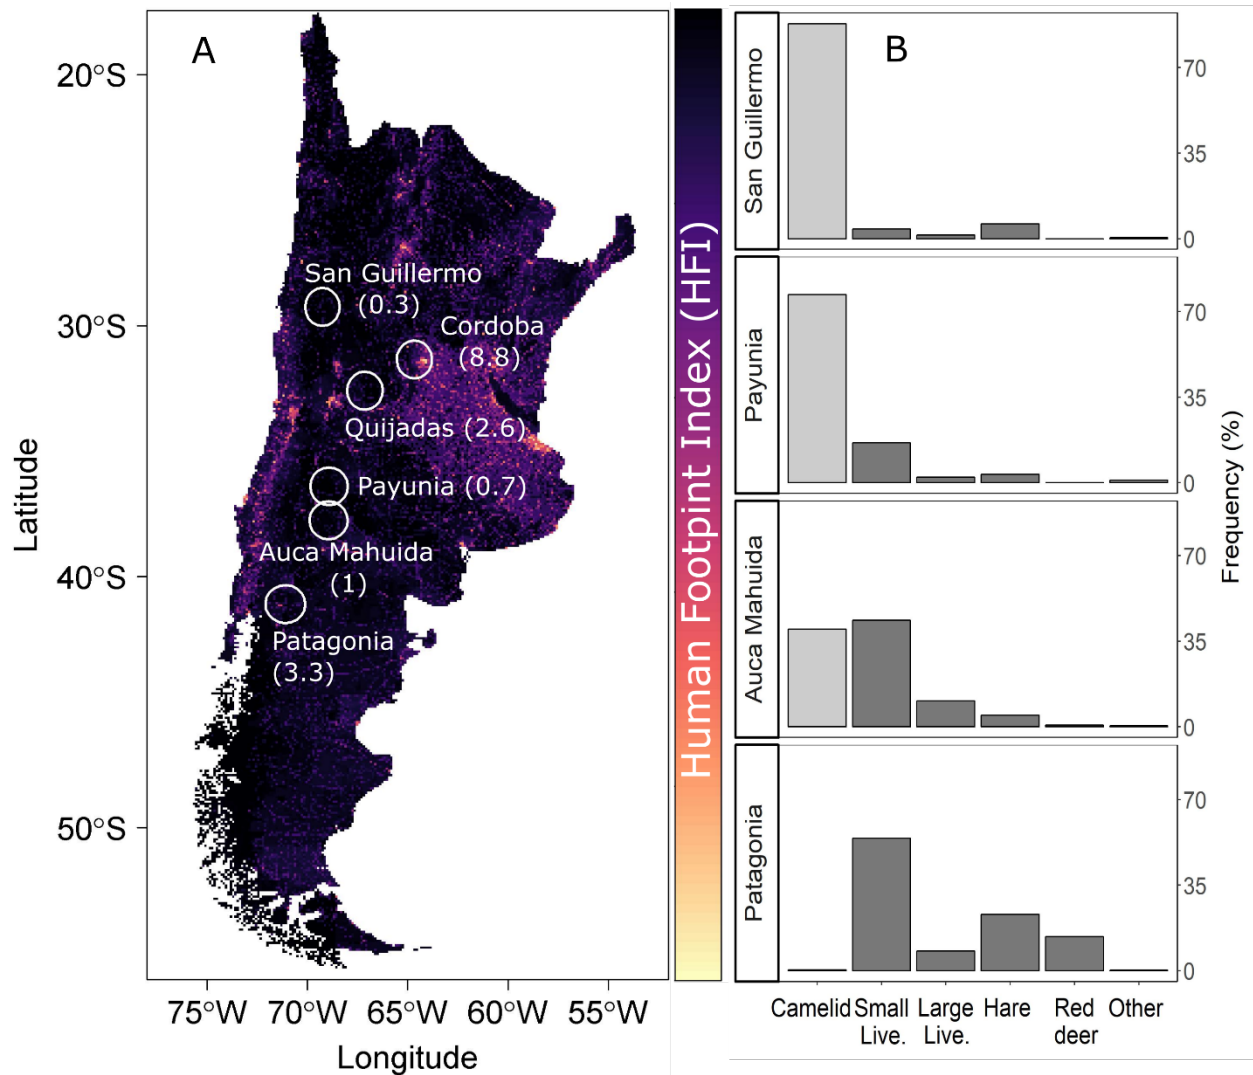 A
20°S
30°S
40°S
50°S
Latitude
75°W 70°W 65°W 60°W 55°W
Longitude
San Guillermo
(0.3)
Cordoba
(8.8)
Quijadas (2.6)
Payunia (0.7)
Auca Mahuida
(1)
Patagonia
(3.3)
Human Footpint Index (HFI)
B
San Guillermo
70
35
0
Payunia
70
35
0
Auca Mahuida
70
35
0
Patagonia
70
35
0
Frequency (%)
Camelid Small Large Hare Red Other
Live. Live. deer